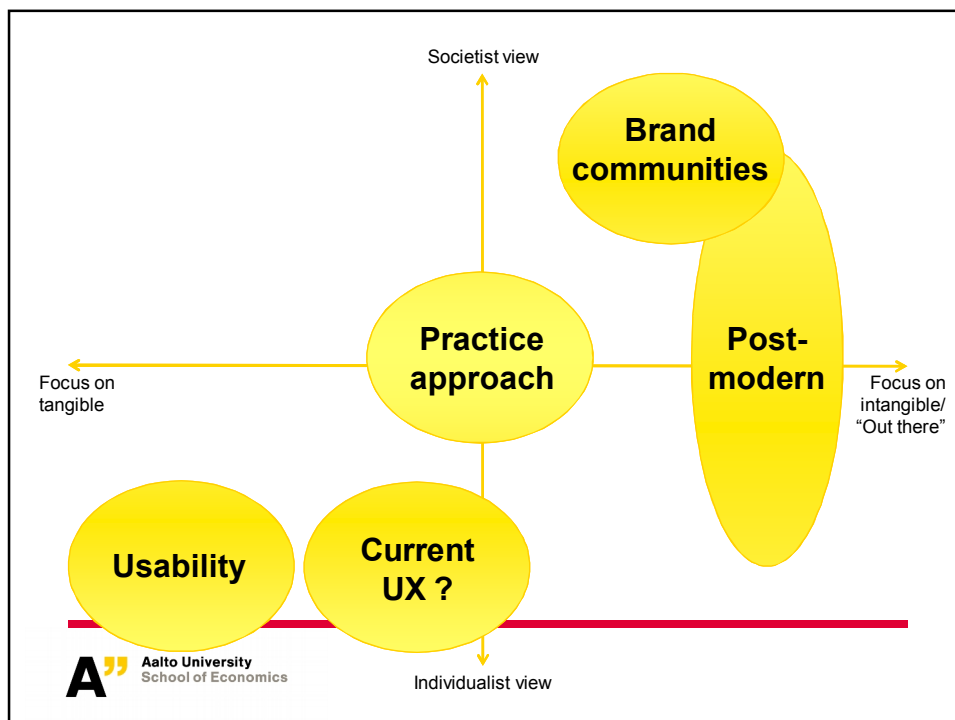 Societist view
Brand
communities
Practice
approach
Post-
modern
Focus on
tangible
Focus on
intangible/
“Out there”
Usability
Current
UX ?
A”
Aalto University
School of Economics
Individualist view